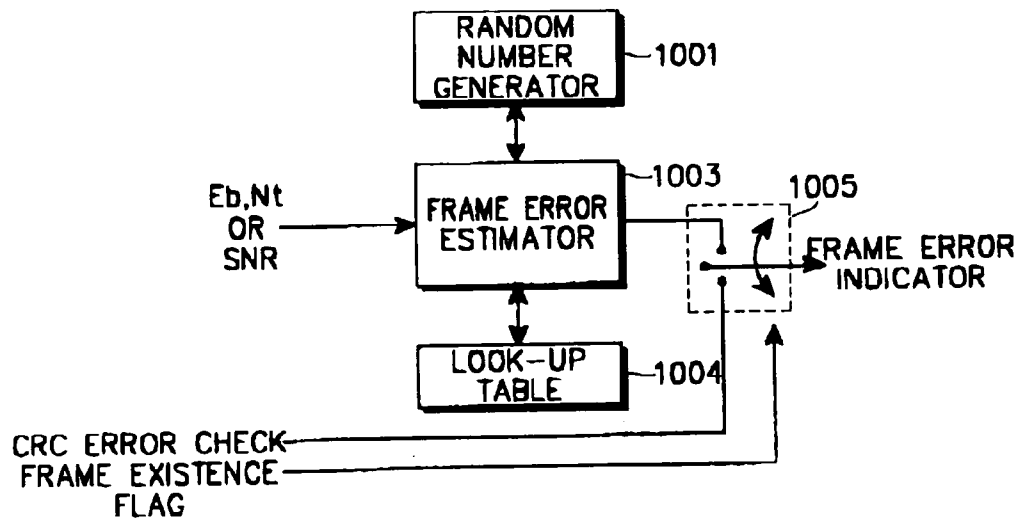 RANDOM
NUMBER
GENERATOR
1001
Eb,Nt
OR
SNR
FRAME ERROR
ESTIMATOR
1003
1005
FRAME ERROR
INDICATOR
LOOK-UP
TABLE
1004
CRC ERROR CHECK
FRAME EXISTENCE
FLAG